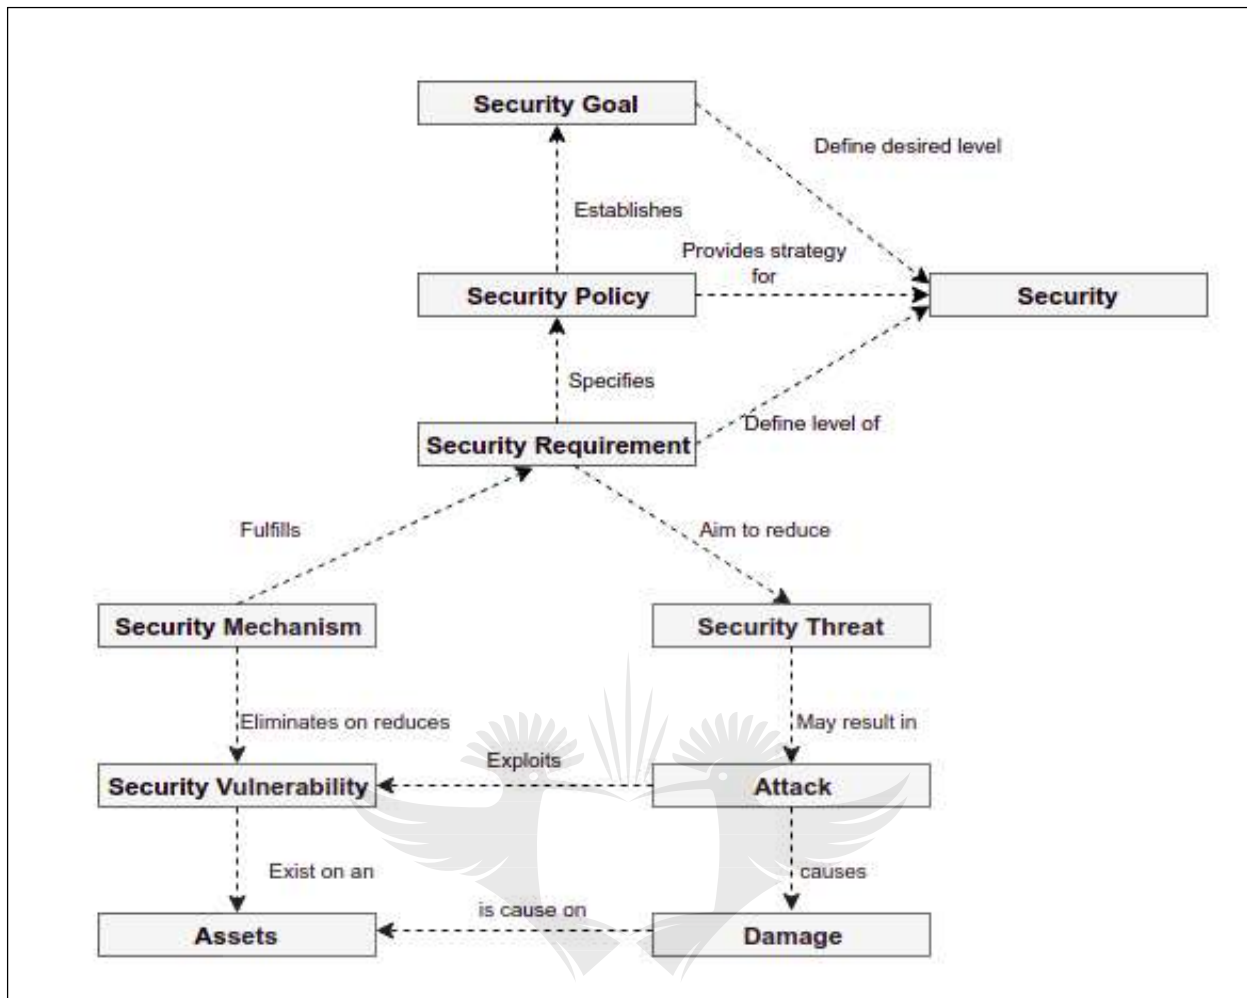 Security Goal
Define desired level
Establishes
Provides strategy
for
Security Policy
Security
Specifies
Define level of
Security Requirement
Fulfills
Aim to reduce
Security Mechanism
Security Threat
Eliminates on reduces
May result in
Exploits
Security Vulnerability
Attack
Exist on an
causes
is cause on
Assets
Damage